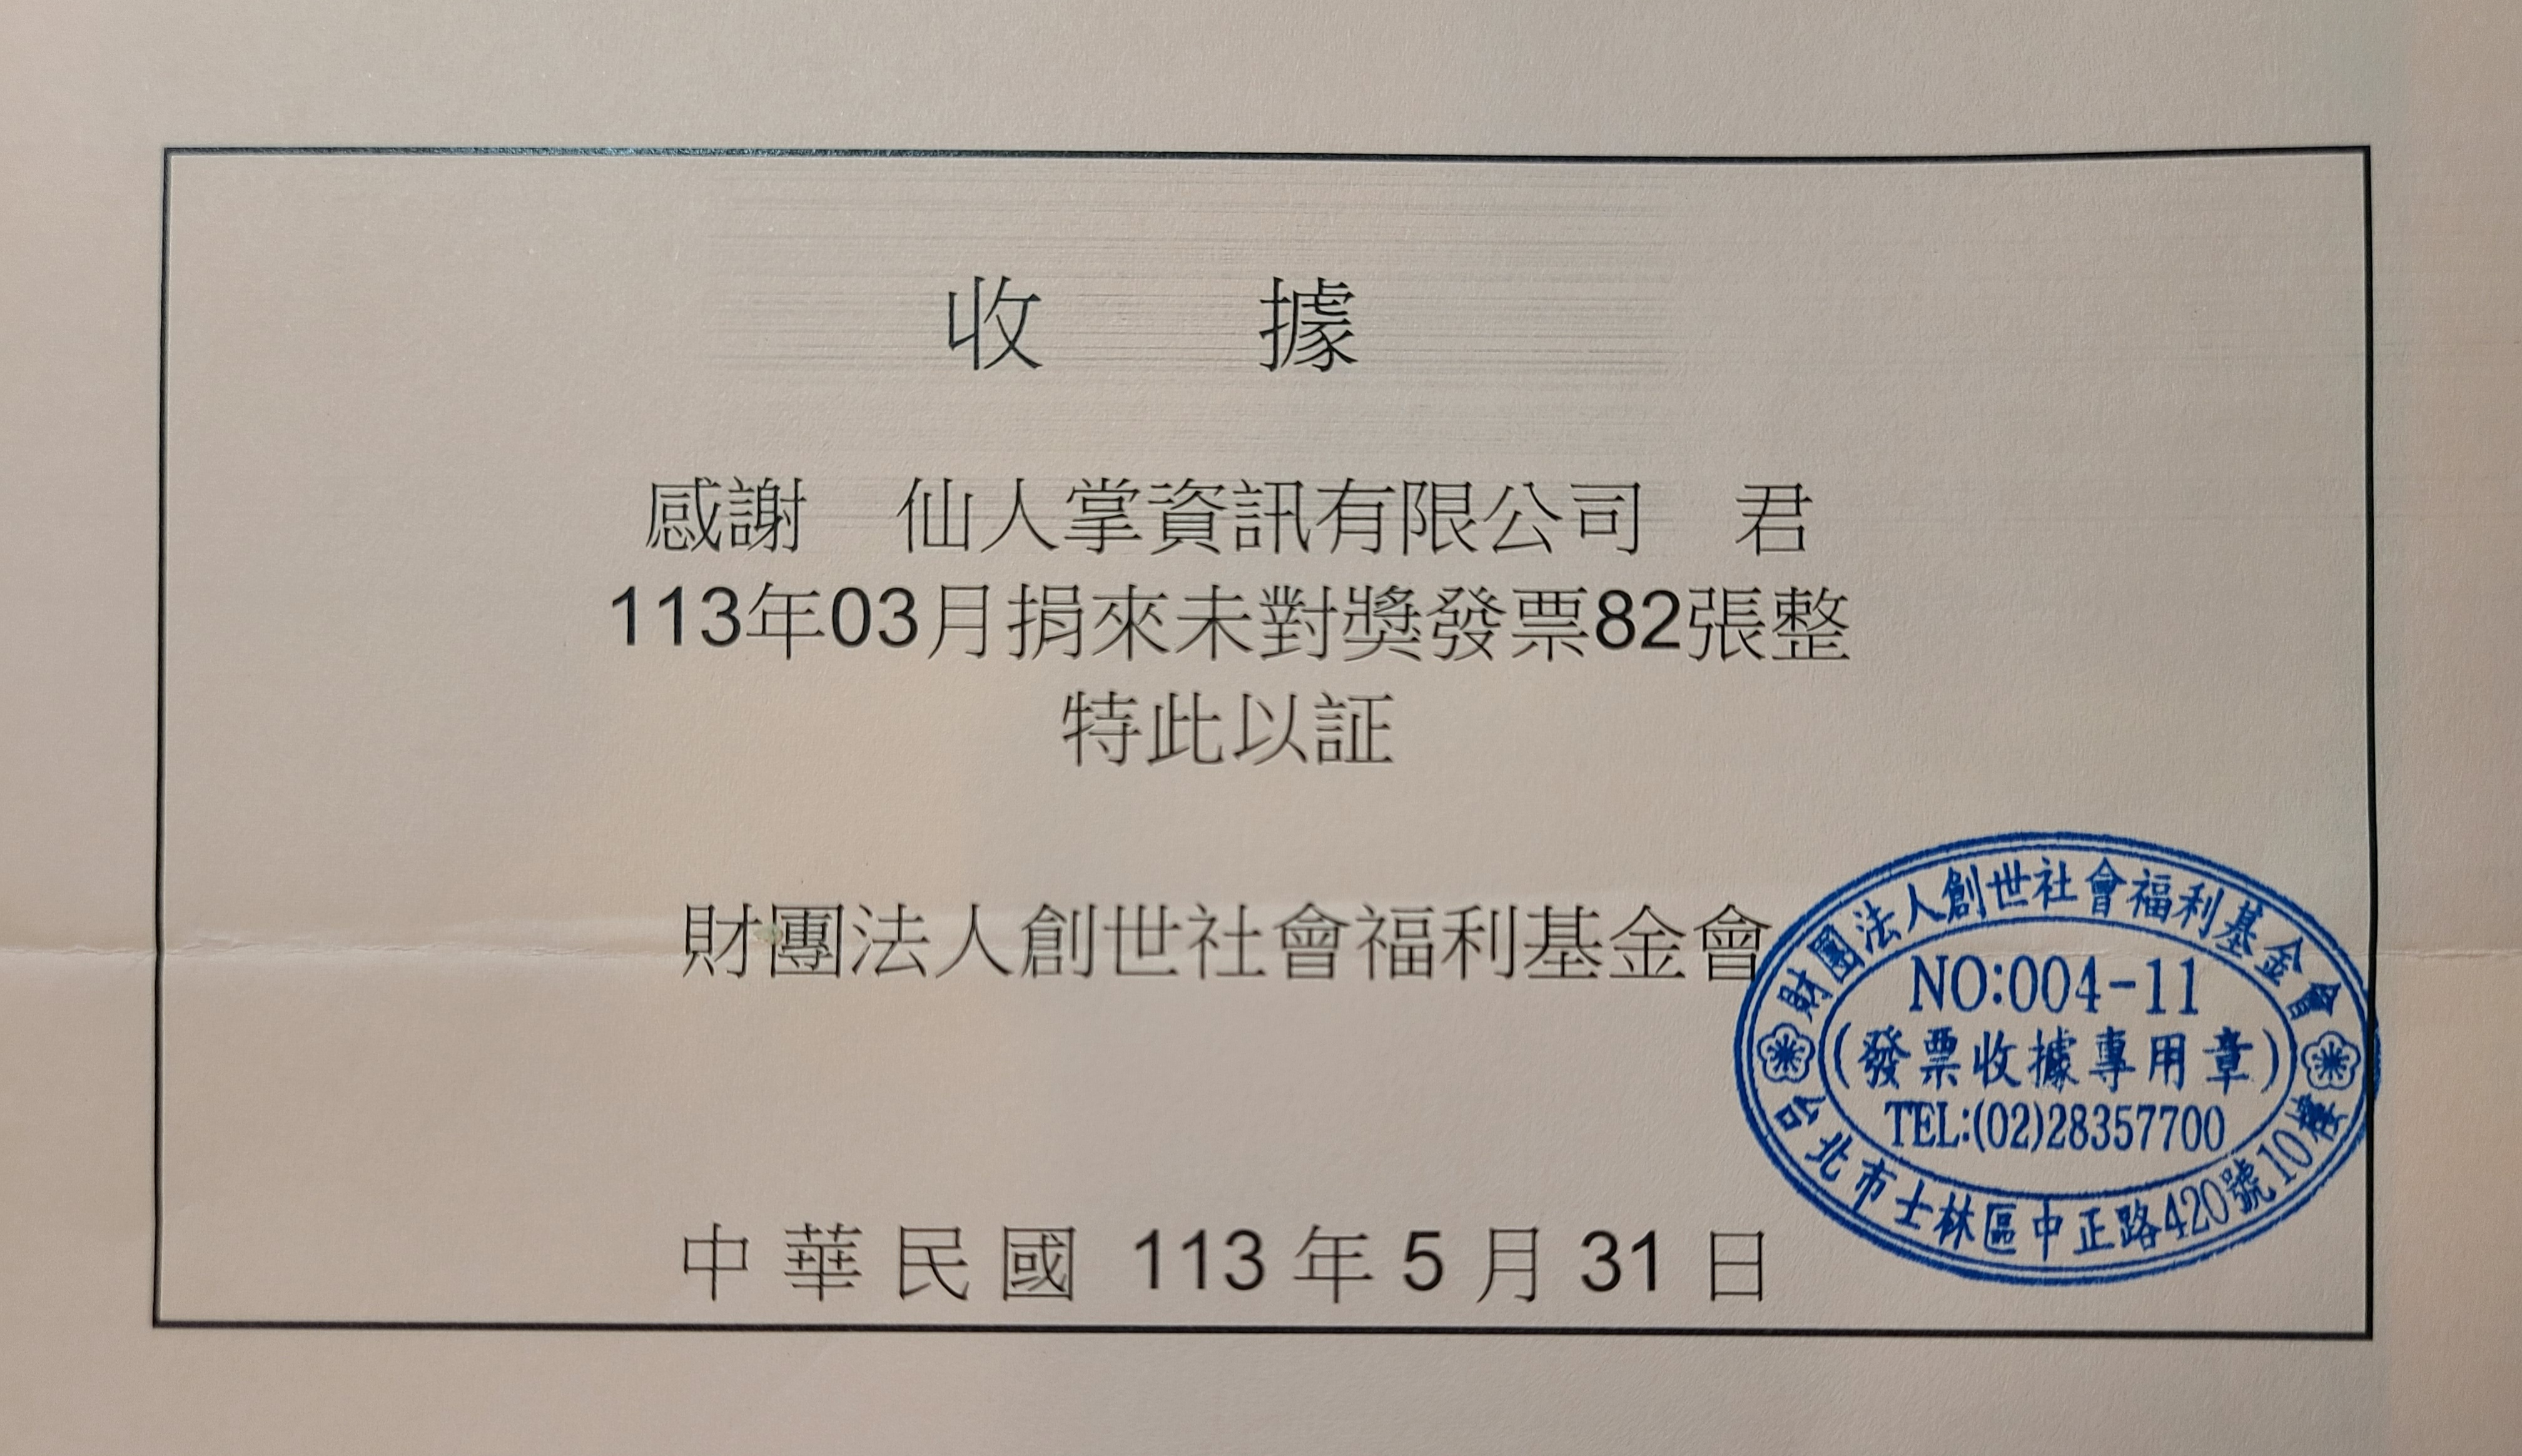 收 據
感謝 仙人掌資訊有限公司 君
113年03月捐來未對獎發票82張整
特此以証
財團法人創世社會福利基金會
財團法人創世社會福利基金會
NO:004-11
(發票收據專用章)
TEL:(02)28357700
台北市士林區中正路420號10樓
中華民國 113 年 5 月 31 日